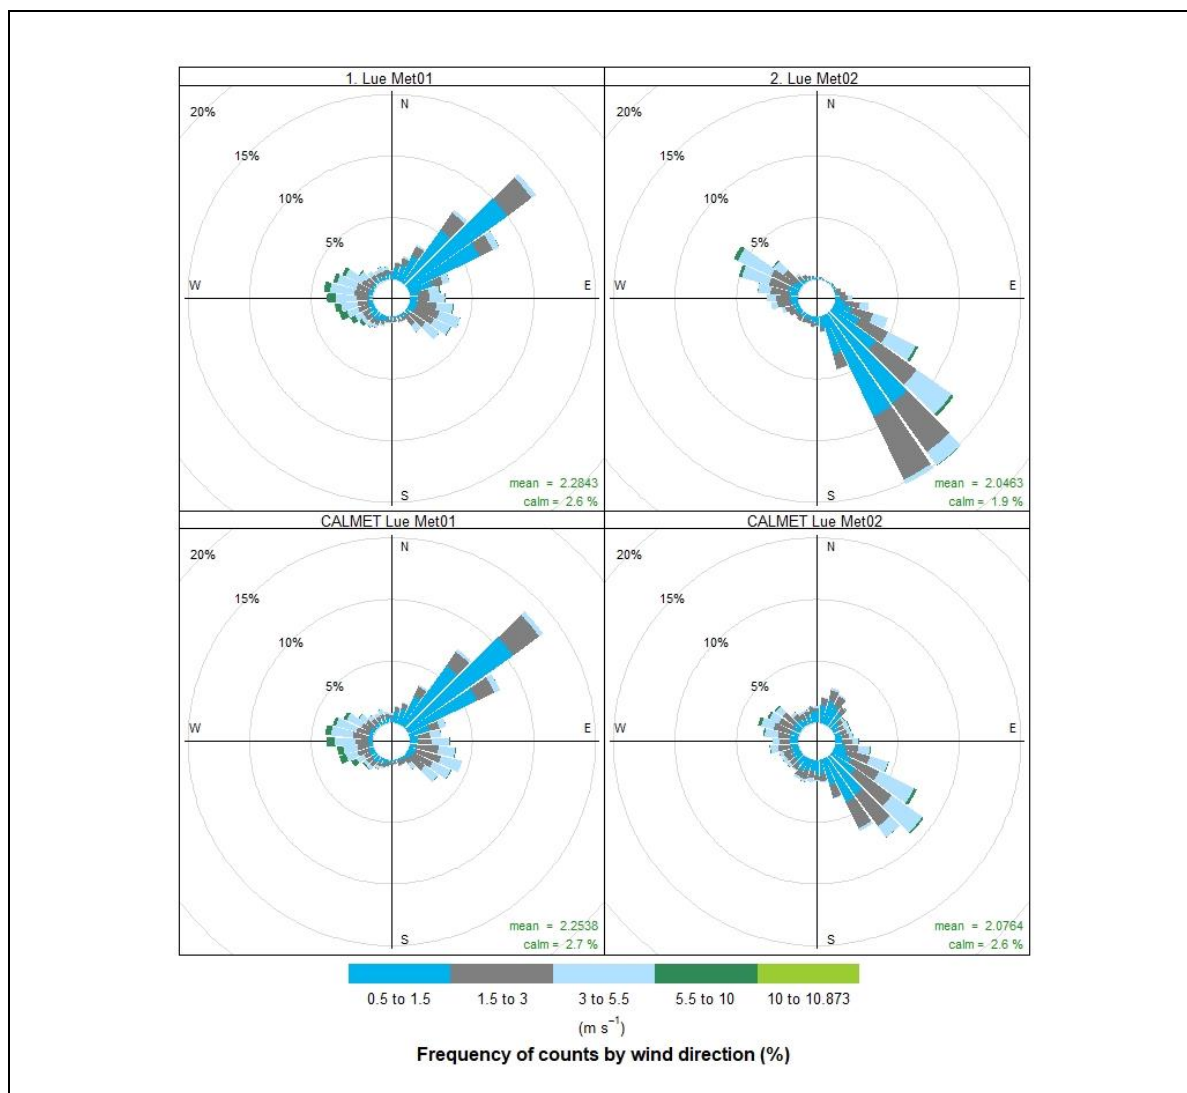 1. Lue Met01
2. Lue Met02
20%
15%
10%
5%
N
W
E
S
mean = 2.2843
calm = 2.6 %
20%
15%
10%
5%
N
W
E
S
mean = 2.0463
calm = 1.9 %
CALMET Lue Met01
CALMET Lue Met02
20%
15%
10%
5%
N
W
E
S
mean = 2.2538
calm = 2.7 %
20%
15%
10%
5%
N
W
E
S
mean = 2.0764
calm = 2.6 %
0.5 to 1.5 1.5 to 3 3 to 5.5 5.5 to 10 10 to 10.873
(m s⁻¹)
Frequency of counts by wind direction (%)